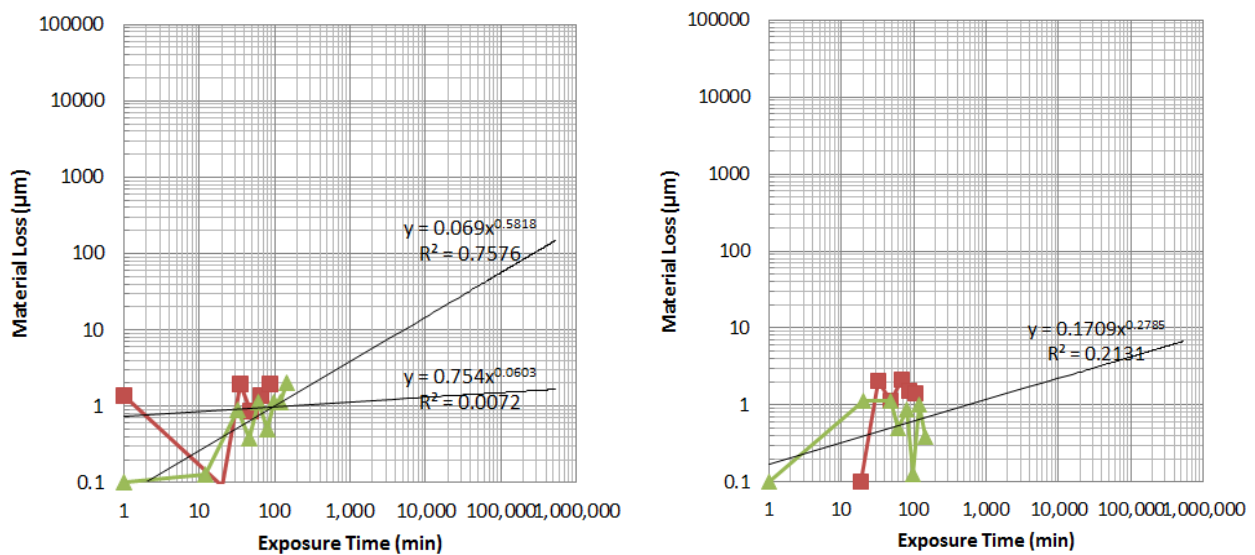 100000
10000
1000
100
10
1
0.1
Material Loss (µm)
y = 0.069x^0.5818
R² = 0.7576
y = 0.754x^0.0603
R² = 0.0072
1 10 100 1,000 10,000 100,000 1,000,000
Exposure Time (min)
100000
10000
1000
100
10
1
0.1
Material Loss (µm)
y = 0.1709x^0.2785
R² = 0.2131
1 10 100 1,000 10,000 100,000 1,000,000
Exposure Time (min)